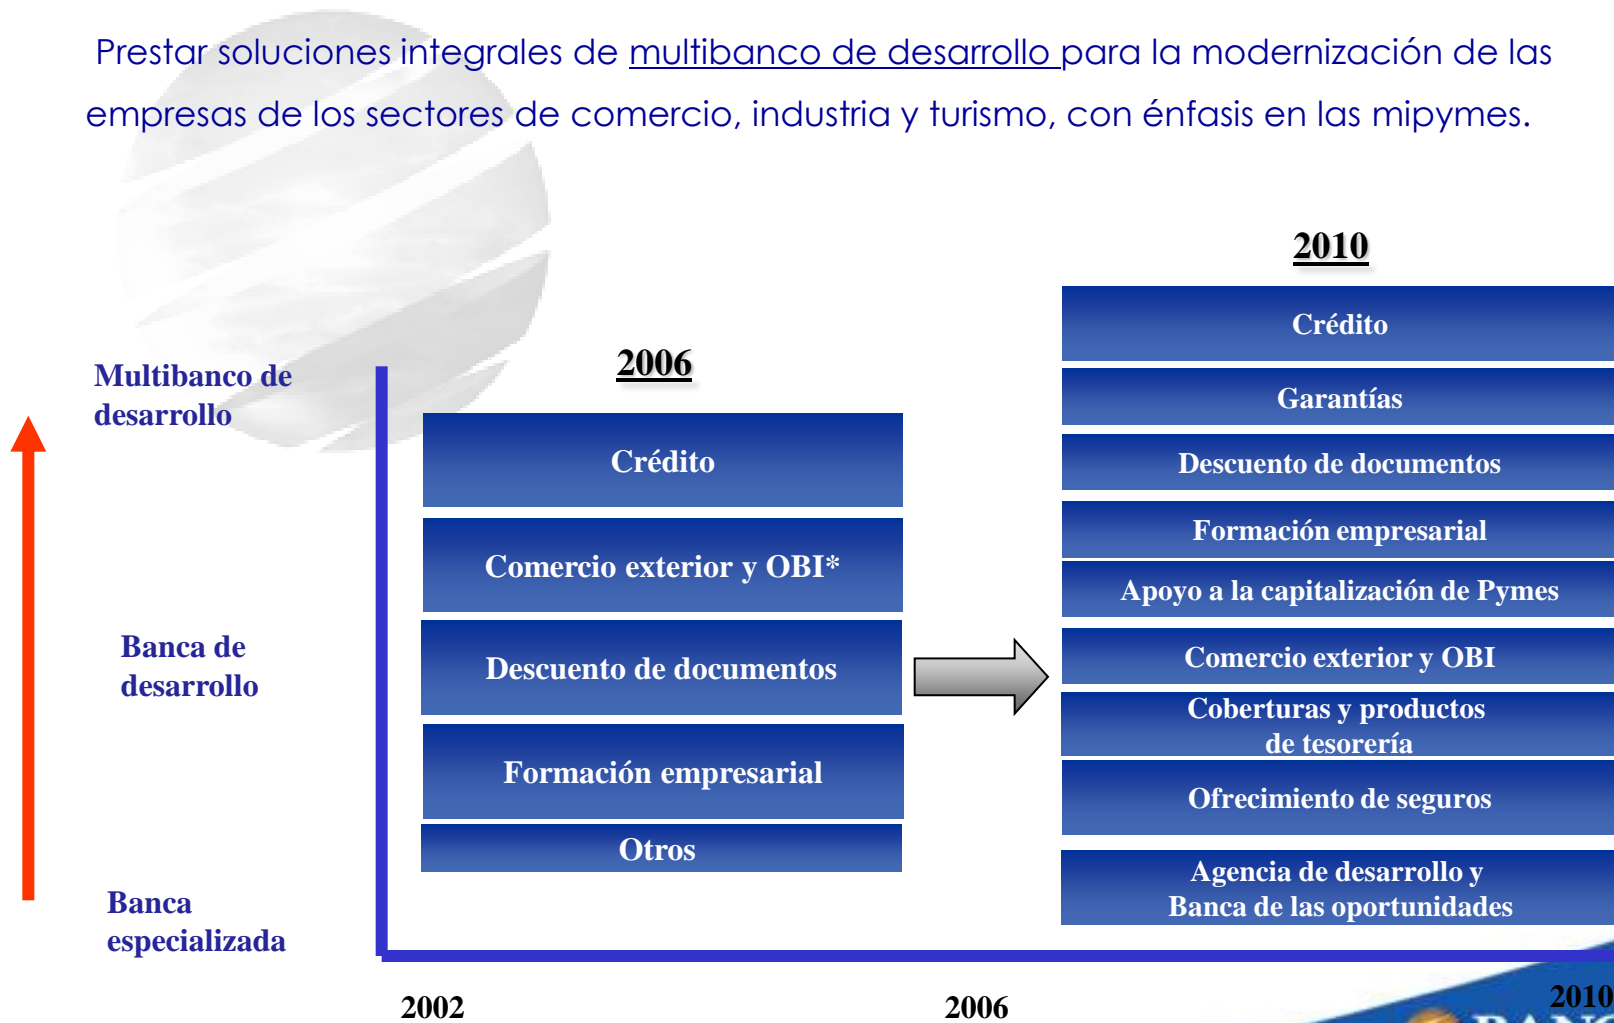 Prestar soluciones integrales de multibanco de desarrollo para la modernización de las
empresas de los sectores de comercio, industria y turismo, con énfasis en las mipymes.
2010
Crédito
Garantías
Descuento de documentos
Formación empresarial
Apoyo a la capitalización de Pymes
Comercio exterior y OBI
Coberturas y productos
de tesorería
Ofrecimiento de seguros
Agencia de desarrollo y
Banca de las oportunidades
2006
Crédito
Comercio exterior y OBI*
Descuento de documentos
Formación empresarial
Otros
Multibanco de
desarrollo
Banca de
desarrollo
Banca
especializada
2002
2006
2010